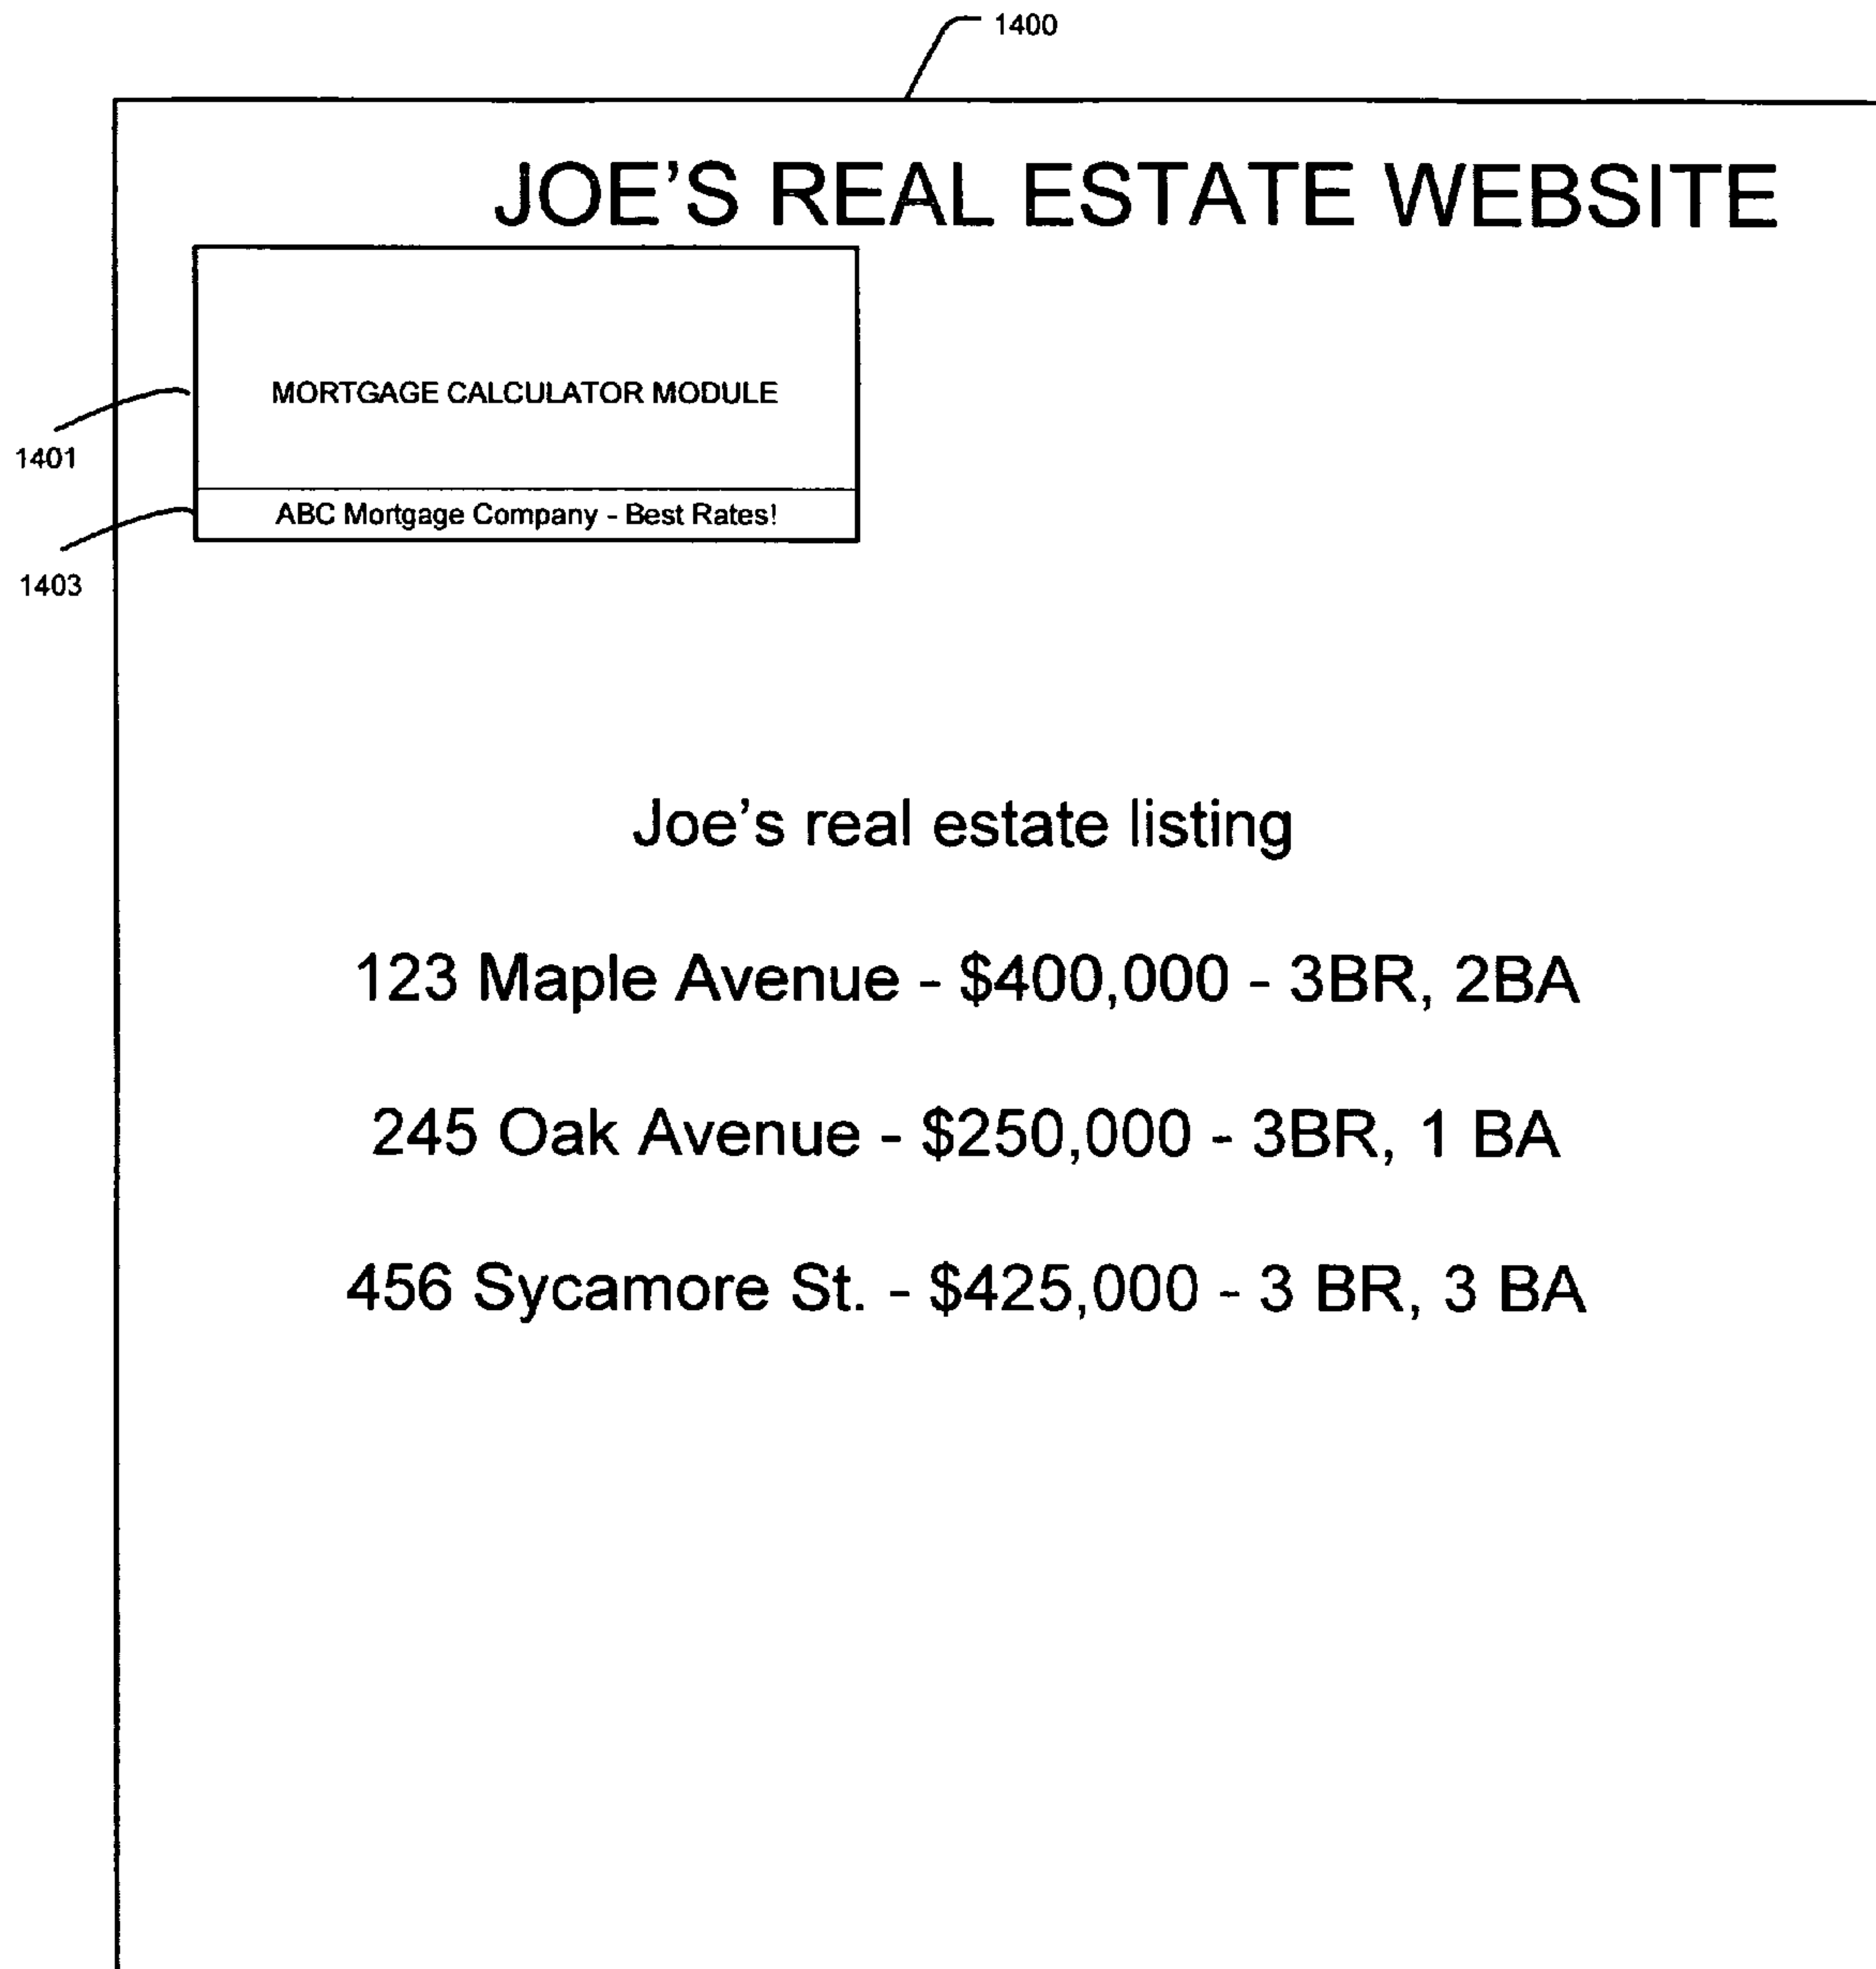 1400
JOE'S REAL ESTATE WEBSITE
MORTGAGE CALCULATOR MODULE
1401
ABC Mortgage Company - Best Rates!
1403
Joe's real estate listing
123 Maple Avenue - $400,000 - 3BR, 2BA
245 Oak Avenue - $250,000 - 3BR, 1 BA
456 Sycamore St. - $425,000 - 3 BR, 3 BA